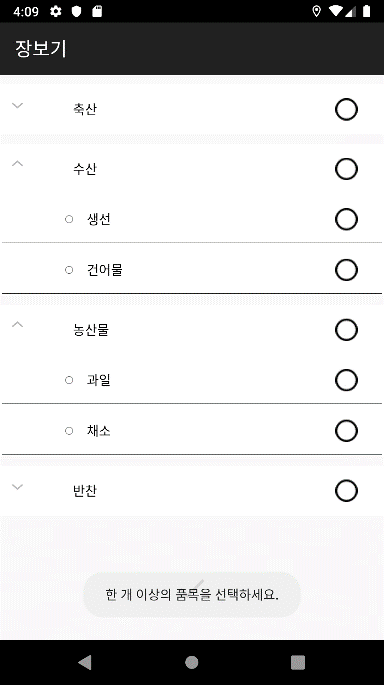 4:09
장보기
축산
수산
생선
건어물
농산물
과일
채소
반찬
한 개 이상의 품목을 선택하세요.